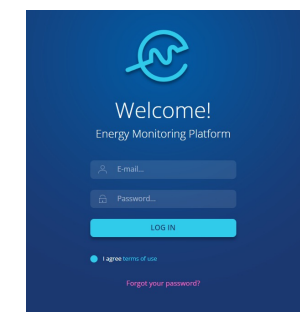 Welcome!
Energy Monitoring Platform
E-mail...
Password...
LOG IN
I agree terms of use
Forgot your password?